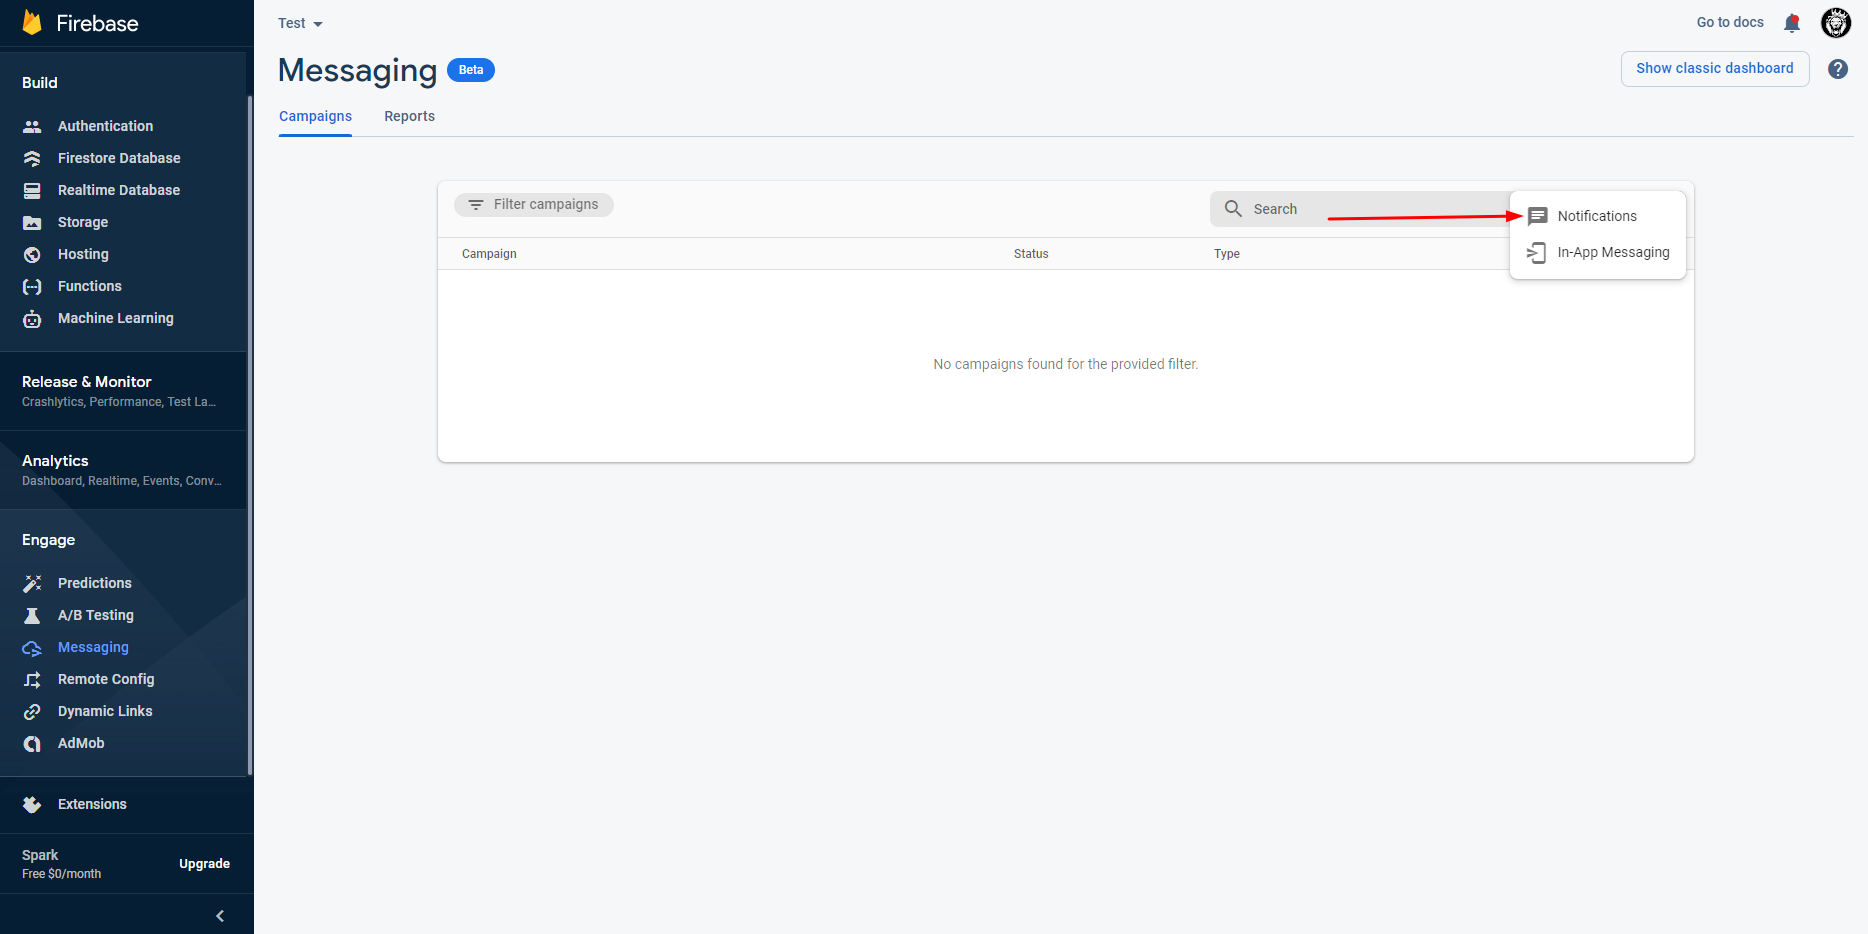 Firebase
Build
Authentication
Firestore Database
Realtime Database
Storage
Hosting
Functions
Machine Learning
Release & Monitor
Crashlytics, Performance, Test La...
Analytics
Dashboard, Realtime, Events, Conv...
Engage
Predictions
A/B Testing
Messaging
Remote Config
Dynamic Links
AdMob
Extensions
Spark
Free $0/month
Upgrade
Test
Go to docs
Messaging Beta
Show classic dashboard
Campaigns Reports
Filter campaigns
Search
Notifications
In-App Messaging
Campaign Status Type
No campaigns found for the provided filter.